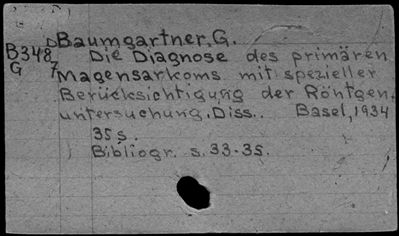 Baumgartner, G.
B348 Die Diagnose des primären
G 7 Magensarkoms mit spezieller
Berücksichtigung der Röntgen.
untersuchung. Diss.. Basel, 1934
35 s.
Bibliogr. s. 33-35.